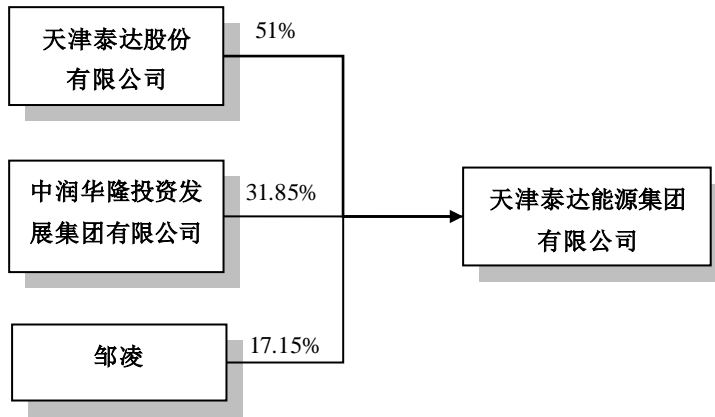 天津泰达股份
有限公司
51%
中润华隆投资发
展集团有限公司
31.85%
天津泰达能源集团
有限公司
邹凌
17.15%